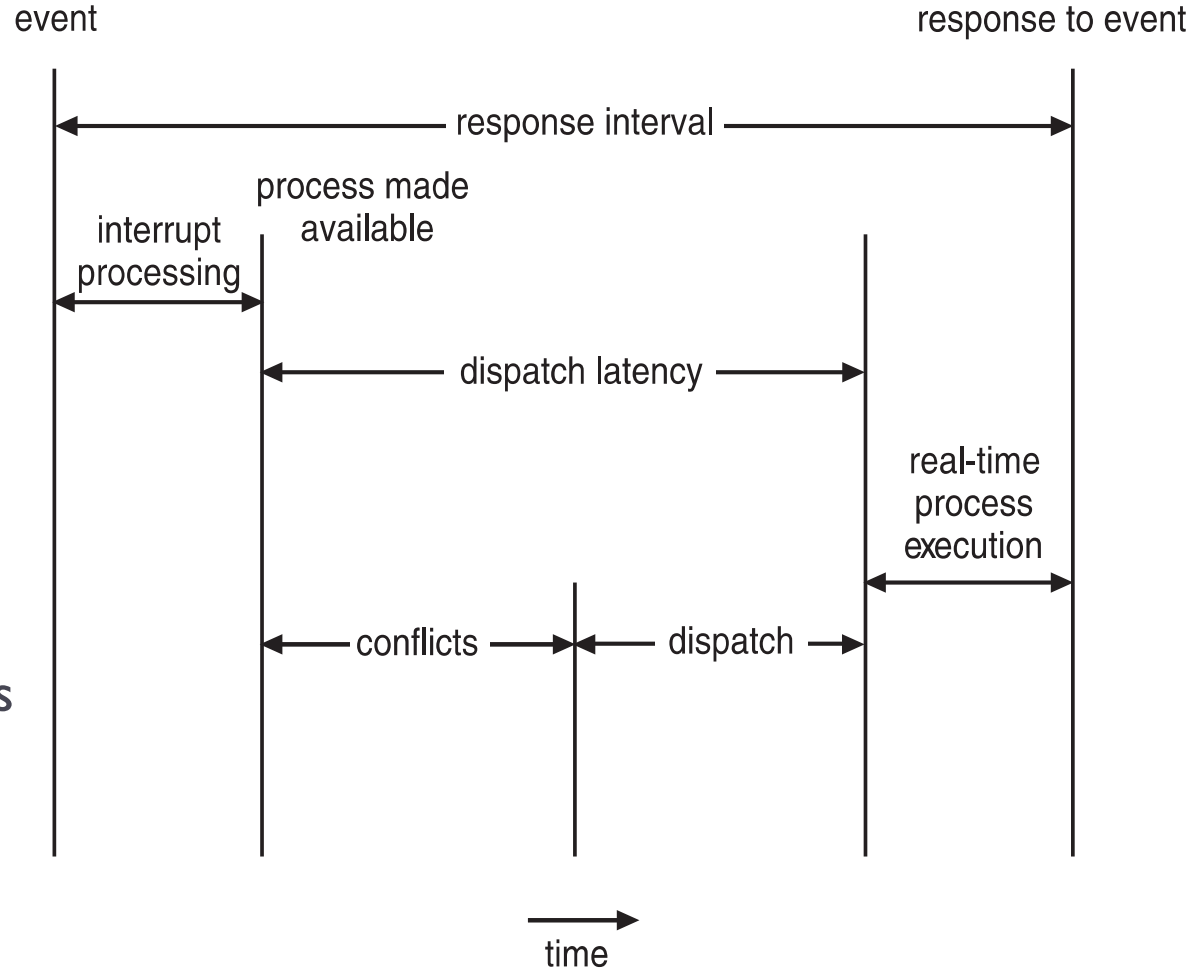 event
response to event
response interval
process made
available
interrupt
processing
dispatch latency
real-time
process
execution
conflicts
dispatch
s
time